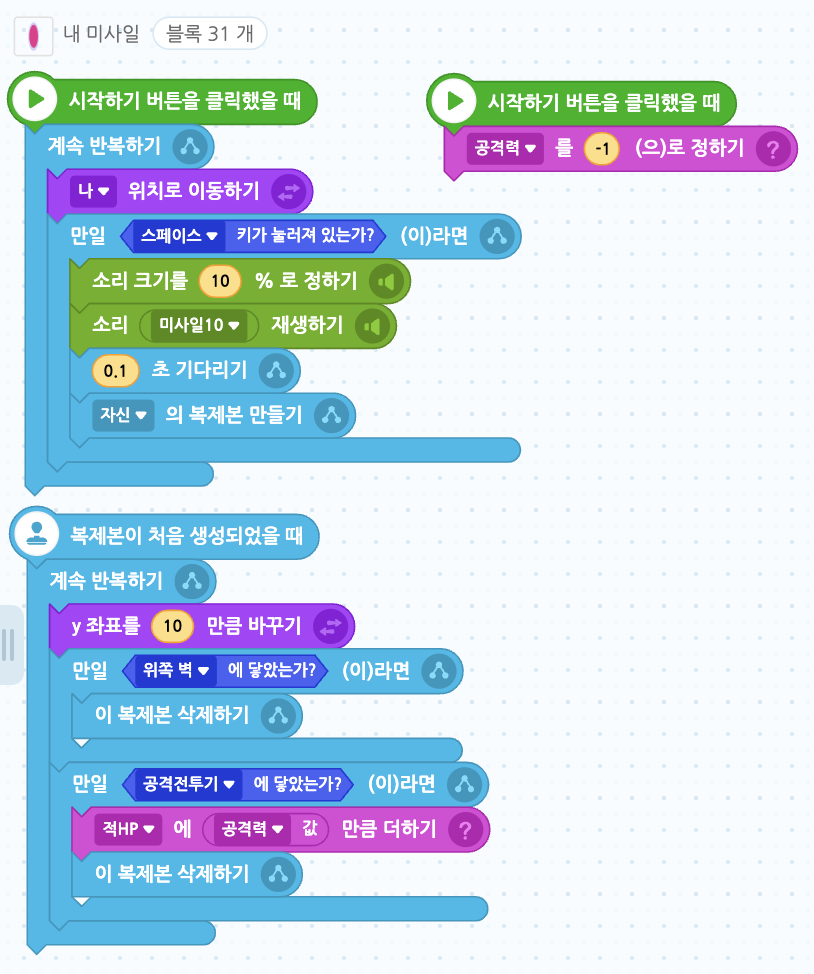 내 미사일 블록 31 개
시작하기 버튼을 클릭했을 때
계속 반복하기
나 위치로 이동하기
만일 스페이스 키가 눌러져 있는가? (이)라면
소리 크기를 10 % 로 정하기
소리 미사일10 재생하기
0.1 초 기다리기
자신 의 복제본 만들기
시작하기 버튼을 클릭했을 때
공격력 를 -1 (으)로 정하기 ?
복제본이 처음 생성되었을 때
계속 반복하기
y 좌표를 10 만큼 바꾸기
만일 위쪽 벽 에 닿았는가? (이)라면
이 복제본 삭제하기
만일 공격전투기 에 닿았는가? (이)라면
적HP 에 공격력 값 만큼 더하기 ?
이 복제본 삭제하기